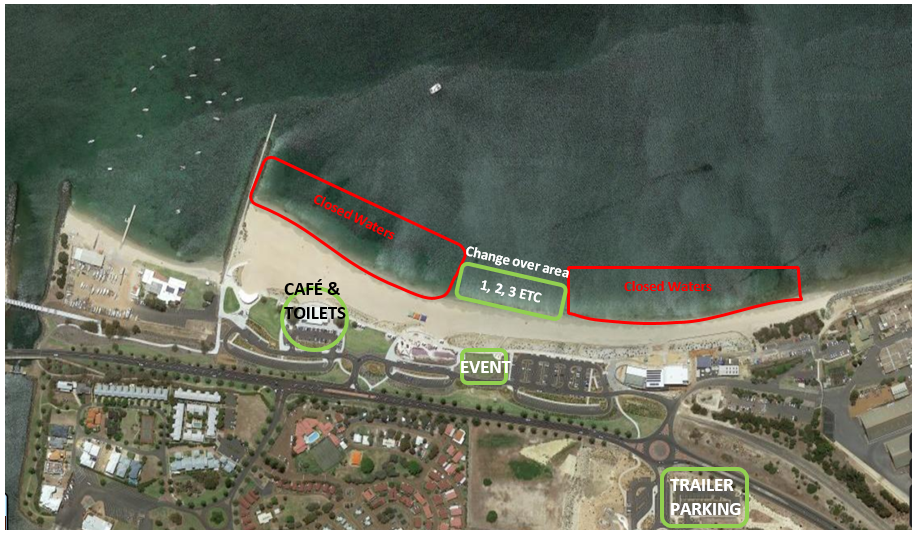 Closed Waters
Change over area
1, 2, 3 ETC
Closed Waters
CAFÉ &
TOILETS
EVENT
TRAILER
PARKING